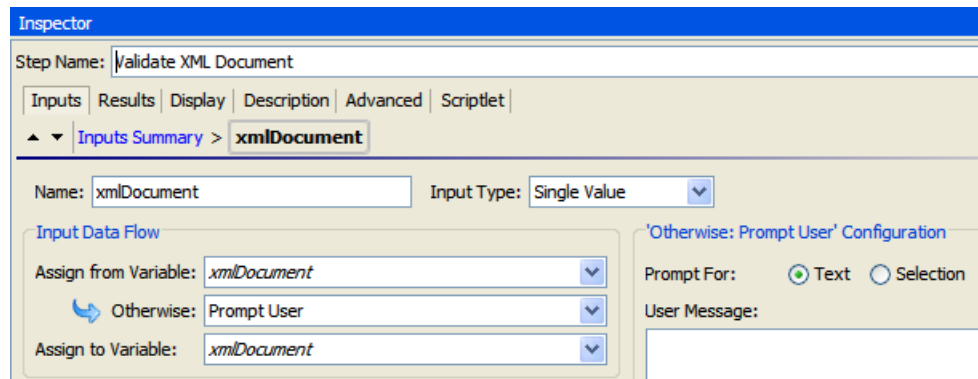 Inspector
Step Name: Validate XML Document
Inputs Results Display Description Advanced Scriptlet
Inputs Summary > xmlDocument
Name: xmlDocument Input Type: Single Value
Input Data Flow 'Otherwise: Prompt User' Configuration
Assign from Variable: xmlDocument Prompt For: Text Selection
Otherwise: Prompt User User Message:
Assign to Variable: xmlDocument